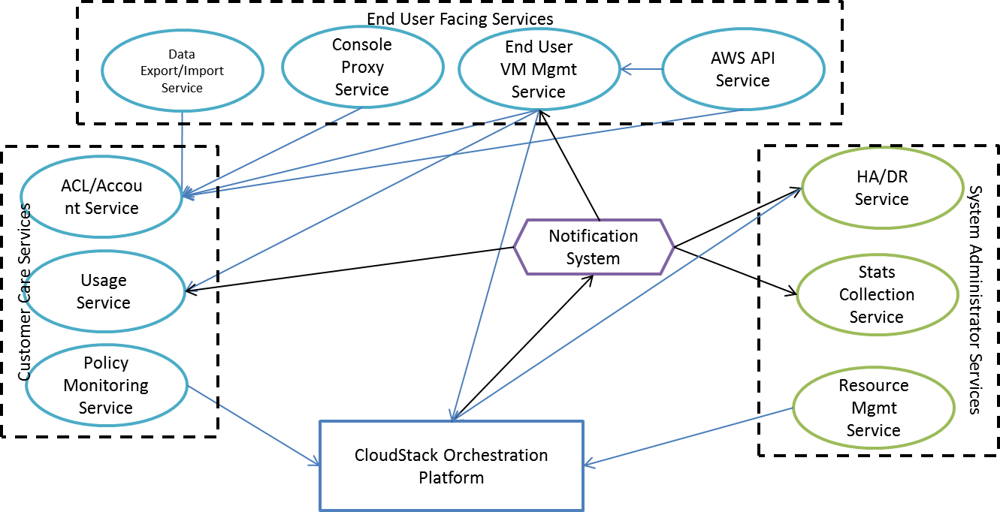 End User Facing Services
Data
Export/Import
Service
Console
Proxy
Service
End User
VM Mgmt
Service
AWS API
Service
Customer Care Services
ACL/Accou
nt Service
Usage
Service
Policy
Monitoring
Service
Notification
System
System Administrator Services
HA/DR
Service
Stats
Collection
Service
Resource
Mgmt
Service
CloudStack Orchestration
Platform